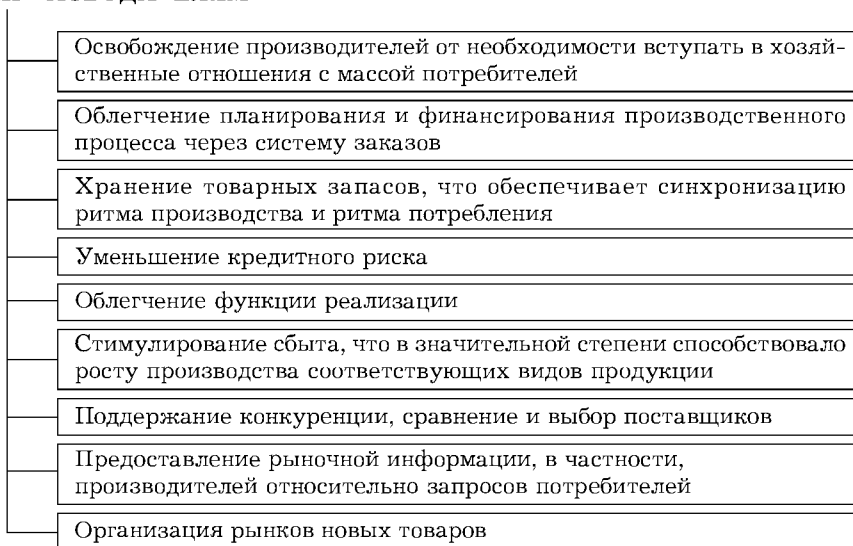 Освобождение производителей от необходимости вступать в хозяй-
ственные отношения с массой потребителей
Облегчение планирования и финансирования производственного
процесса через систему заказов
Хранение товарных запасов, что обеспечивает синхронизацию
ритма производства и ритма потребления
Уменьшение кредитного риска
Облегчение функции реализации
Стимулирование сбыта, что в значительной степени способствовало
росту производства соответствующих видов продукции
Поддержание конкуренции, сравнение и выбор поставщиков
Предоставление рыночной информации, в частности,
производителей относительно запросов потребителей
Организация рынков новых товаров